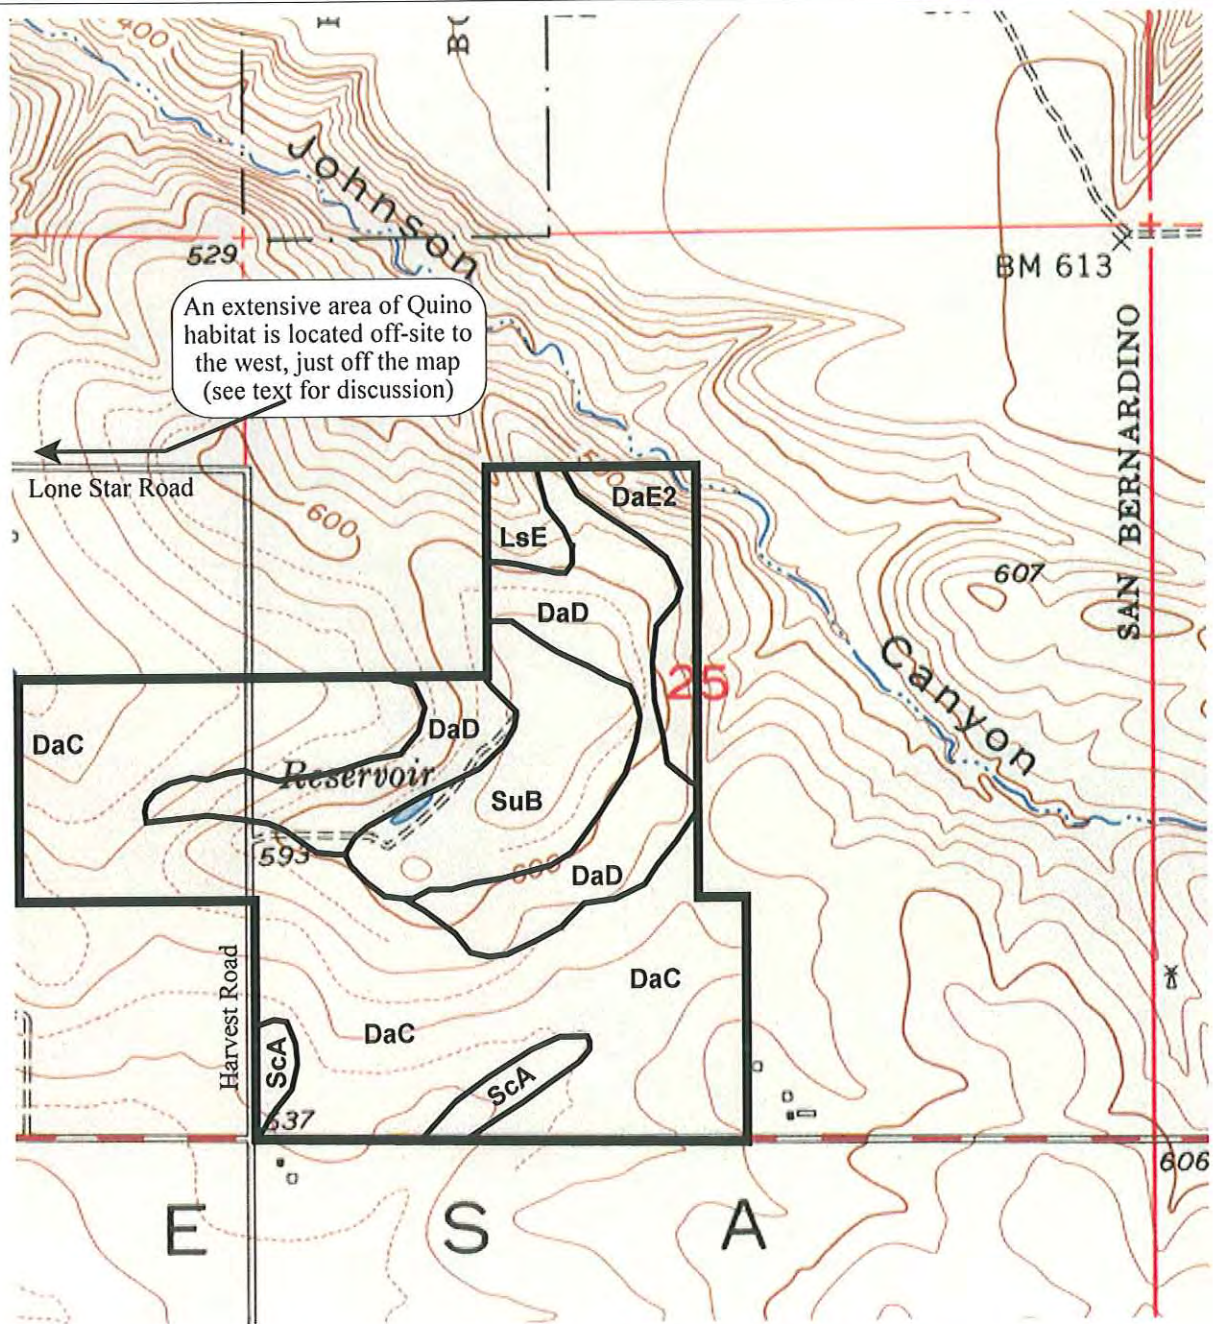 400
Johnson
529
BM 613
An extensive area of Quino
habitat is located off-site to
the west, just off the map
(see text for discussion)
SAN BERNARDINO
Lone Star Road
500
DaE2
600
LsE
607
DaD
Canyon
25
DaC
DaD
Reservoir
SuB
593
600
DaD
DaC
Harvest Road
DaC
ScA
ScA
537
606
E S A